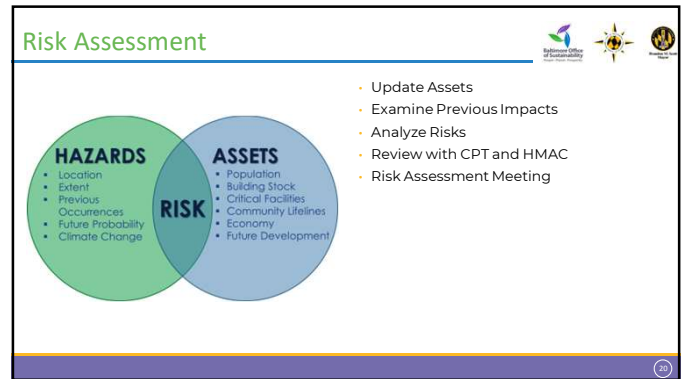 Risk Assessment
Baltimore Office
of Sustainability
HAZARDS
▪ Location
▪ Extent
▪ Previous
Occurrences
▪ Future Probability
▪ Climate Change
RISK
ASSETS
▪ Population
▪ Building Stock
▪ Critical Facilities
▪ Community Lifelines
▪ Economy
▪ Future Development
• Update Assets
• Examine Previous Impacts
• Analyze Risks
• Review with CPT and HMAC
• Risk Assessment Meeting
20